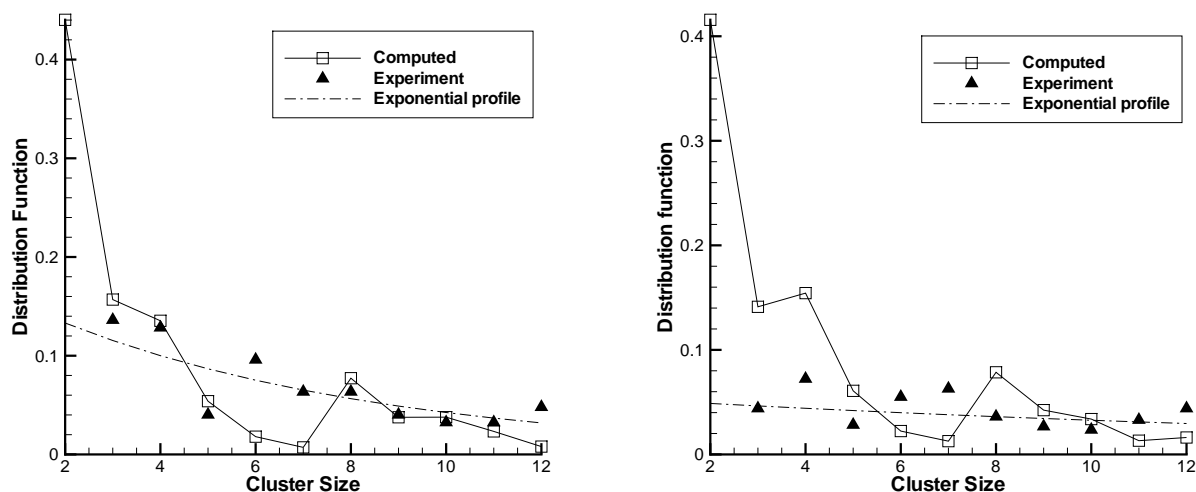 Distribution Function
0.4
0.3
0.2
0.1
0
2
4
6
8
10
12
Cluster Size
Computed
Experiment
Exponential profile
Distribution function
0.4
0.3
0.2
0.1
0
2
4
6
8
10
12
Cluster Size
Computed
Experiment
Exponential profile